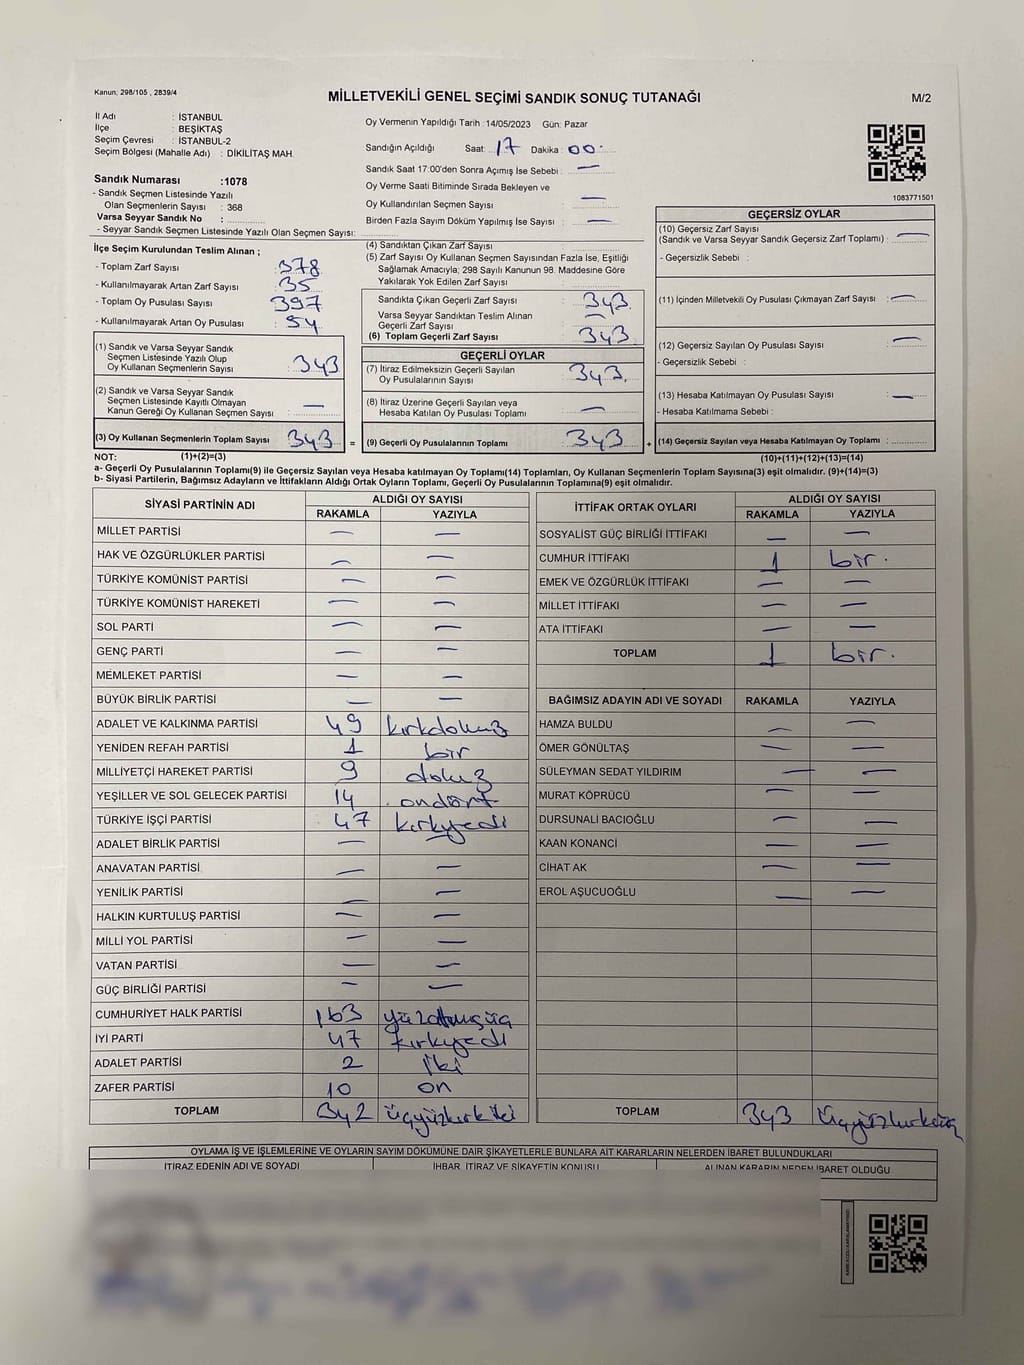 Kanun; 298/105 , 2839/4
MİLLETVEKİLİ GENEL SEÇİMİ SANDIK SONUÇ TUTANAĞI
M/2
İl Adı : İSTANBUL
İlçe : BEŞİKTAŞ
Seçim Çevresi : İSTANBUL-2
Seçim Bölgesi (Mahalle Adı) : DİKİLİTAŞ MAH.
Oy Vermenin Yapıldığı Tarih :14/05/2023 Gün: Pazar
Sandığın Açıldığı Saat: 17 Dakika : 00
Sandık Saat 17:00'den Sonra Açımış İse Sebebi : —
Oy Verme Saati Bitiminde Sırada Bekleyen ve
Oy Kullandırılan Seçmen Sayısı : —
Birden Fazla Sayım Döküm Yapılmış İse Sayısı : —
Sandık Numarası :1078
- Sandık Seçmen Listesinde Yazılı
Olan Seçmenlerin Sayısı : 368
Varsa Seyyar Sandık No :
- Seyyar Sandık Seçmen Listesinde Yazılı Olan Seçmen Sayısı:
1083771501
İlçe Seçim Kurulundan Teslim Alınan ;
- Toplam Zarf Sayısı : 378
- Kullanılmayarak Artan Zarf Sayısı : 35
- Toplam Oy Pusulası Sayısı : 397
- Kullanılmayarak Artan Oy Pusulası : 54
(1) Sandık ve Varsa Seyyar Sandık
Seçmen Listesinde Yazılı Olup
Oy Kullanan Seçmenlerin Sayısı : 343
(2) Sandık ve Varsa Seyyar Sandık
Seçmen Listesinde Kayıtlı Olmayan
Kanun Gereği Oy Kullanan Seçmen Sayısı : —
(3) Oy Kullanan Seçmenlerin Toplam Sayısı : 343 =
(4) Sandıktan Çıkan Zarf Sayısı :
(5) Zarf Sayısı Oy Kullanan Seçmen Sayısından Fazla İse, Eşitliği
Sağlamak Amacıyla; 298 Sayılı Kanunun 98. Maddesine Göre
Yakılarak Yok Edilen Zarf Sayısı :
Sandıkta Çıkan Geçerli Zarf Sayısı : 343
Varsa Seyyar Sandıktan Teslim Alınan
Geçerli Zarf Sayısı : —
(6) Toplam Geçerli Zarf Sayısı : 343
GEÇERLİ OYLAR
(7) İtiraz Edilmeksizin Geçerli Sayılan
Oy Pusulalarının Sayısı : 343
(8) İtiraz Üzerine Geçerli Sayılan veya
Hesaba Katılan Oy Pusulası Toplamı : —
(9) Geçerli Oy Pusulalarının Toplamı : 343 +
GEÇERSİZ OYLAR
(10) Geçersiz Zarf Sayısı
(Sandık ve Varsa Seyyar Sandık Geçersiz Zarf Toplamı) : —
- Geçersizlik Sebebi :
(11) İçinden Milletvekili Oy Pusulası Çıkmayan Zarf Sayısı : —
(12) Geçersiz Sayılan Oy Pusulası Sayısı : —
- Geçersizlik Sebebi :
(13) Hesaba Katılmayan Oy Pusulası Sayısı : —
- Hesaba Katılmama Sebebi :
(14) Geçersiz Sayılan veya Hesaba Katılmayan Oy Toplamı :
NOT: (1)+(2)=(3) (10)+(11)+(12)+(13)=(14)
a- Geçerli Oy Pusulalarının Toplamı(9) ile Geçersiz Sayılan veya Hesaba katılmayan Oy Toplamı(14) Toplamları, Oy Kullanan Seçmenlerin Toplam Sayısına(3) eşit olmalıdır. (9)+(14)=(3)
b- Siyasi Partilerin, Bağımsız Adayların ve İttifakların Aldığı Ortak Oyların Toplamı, Geçerli Oy Pusulalarının Toplamına(9) eşit olmalıdır.
SİYASİ PARTİNİN ADI ALDIĞI OY SAYISI
RAKAMLA YAZIYLA
MİLLET PARTİSİ — —
HAK VE ÖZGÜRLÜKLER PARTİSİ — —
TÜRKİYE KOMÜNİST PARTİSİ — —
TÜRKİYE KOMÜNİST HAREKETİ — —
SOL PARTİ — —
GENÇ PARTİ — —
MEMLEKET PARTİSİ — —
BÜYÜK BİRLİK PARTİSİ — —
ADALET VE KALKINMA PARTİSİ 49 kırkdokuz
YENİDEN REFAH PARTİSİ 1 bir
MİLLİYETÇİ HAREKET PARTİSİ 9 dokuz
YEŞİLLER VE SOL GELECEK PARTİSİ 14 ondört
TÜRKİYE İŞÇİ PARTİSİ 47 kırkyedi
ADALET BİRLİK PARTİSİ — —
ANAVATAN PARTİSİ — —
YENİLİK PARTİSİ — —
HALKIN KURTULUŞ PARTİSİ — —
MİLLİ YOL PARTİSİ — —
VATAN PARTİSİ — —
GÜÇ BİRLİĞİ PARTİSİ — —
CUMHURİYET HALK PARTİSİ 163 yüzatmışüç
İYİ PARTİ 47 kırkyedi
ADALET PARTİSİ 2 iki
ZAFER PARTİSİ 10 on
TOPLAM 342 üçyüzkırkiki
İTTİFAK ORTAK OYLARI ALDIĞI OY SAYISI
RAKAMLA YAZIYLA
SOSYALİST GÜÇ BİRLİĞİ İTTİFAKI — —
CUMHUR İTTİFAKI 1 bir.
EMEK VE ÖZGÜRLÜK İTTİFAKI — —
MİLLET İTTİFAKI — —
ATA İTTİFAKI — —
TOPLAM 1 bir.
BAĞIMSIZ ADAYIN ADI VE SOYADI RAKAMLA YAZIYLA
HAMZA BULDU — —
ÖMER GÖNÜLTAŞ — —
SÜLEYMAN SEDAT YILDIRIM — —
MURAT KÖPRÜCÜ — —
DURSUNALİ BACIOĞLU — —
KAAN KONANCİ — —
CİHAT AK — —
EROL AŞUCUOĞLU — —
TOPLAM 343 üçyüzkırküç
OYLAMA İŞ VE İŞLEMLERİNE VE OYLARIN SAYIM DÖKÜMÜNE DAİR ŞİKAYETLERLE BUNLARA AİT KARARLARIN NELERDEN İBARET BULUNDUKLARI
İTİRAZ EDENİN ADI VE SOYADI İHBAR, İTİRAZ VE ŞİKAYETİN KONUSU ALINAN KARARIN NEDEN İBARET OLDUĞU